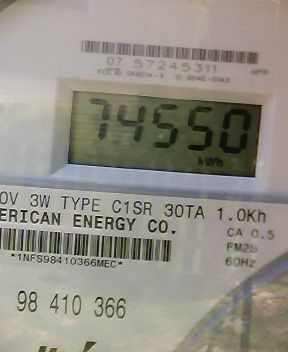 07 57245311
74550
kWh
0V 3W TYPE C1SR 30TA 1.0Kh
ERICAN ENERGY CO.
CA 0.5
FM2S
60Hz
*1NFS98410366MEC*
98 410 366